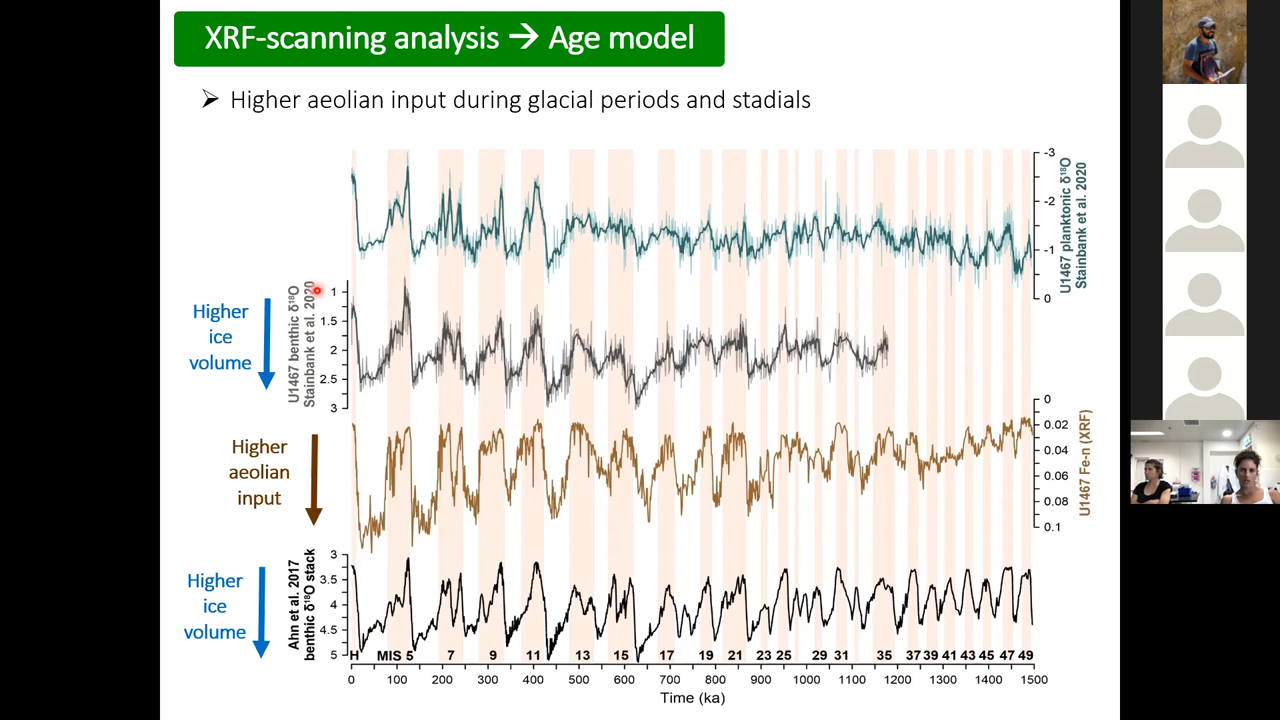 XRF-scanning analysis → Age model
➢ Higher aeolian input during glacial periods and stadials
-3
-2
-1
0
U1467 planktonic δ¹⁸O
Stainbank et al. 2020
Higher
ice
volume
U1467 benthic δ¹⁸O
Stainbank et al. 2020
1
1.5
2
2.5
3
Higher
aeolian
input
0
0.02
0.04
0.06
0.08
0.1
U1467 Fe-n (XRF)
Higher
ice
volume
Ahn et al. 2017
benthic δ¹⁸O stack
3
3.5
4
4.5
5
H MIS 5 7 9 11 13 15 17 19 21 23 25 29 31 35 37 39 41 43 45 47 49
0 100 200 300 400 500 600 700 800 900 1000 1100 1200 1300 1400 1500
Time (ka)